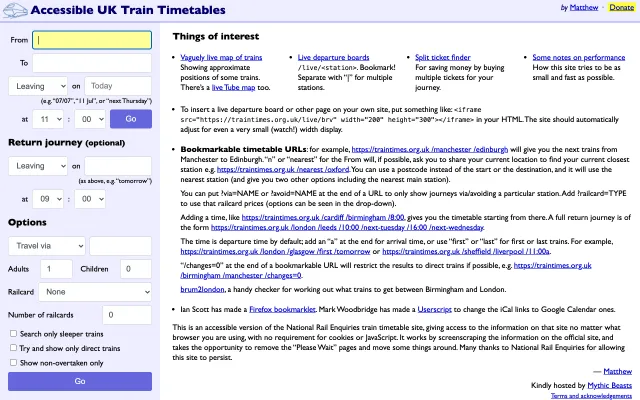 Accessible UK Train Timetables
by Matthew · Donate
From
To
Leaving on Today
(e.g. "07/07", "11 Jul", or "next Thursday")
at 11 : 00 Go
Return journey (optional)
Leaving on
(as above, e.g. "tomorrow")
at 09 : 00
Options
Travel via
Adults 1 Children 0
Railcard None
Number of railcards 0
Search only sleeper trains
Try and show only direct trains
Show non-overtaken only
Go
Things of interest
• Vaguely live map of trains
Showing approximate
positions of some trains.
There's a live Tube map too.
• Live departure boards
/live/<station>. Bookmark!
Separate with "|" for multiple
stations.
• Split ticket finder
For saving money by
buying multiple tickets for your
journey.
• Some notes on performance
How this site tries to be as
small and fast as possible.
• To insert a live departure board or other page on your own site, put something like: <iframe
src="https://traintimes.org.uk/live/brv" width="200" height="300"></iframe> in your HTML. The site should automatically
adjust for even a very small (watch!) width display.
• Bookmarkable timetable URLs: for example, https://traintimes.org.uk /manchester /edinburgh will give you the next trains from
Manchester to Edinburgh. "n" or "nearest" for the From will, if possible, ask you to share your current location to find your current closest
station e.g. https://traintimes.org.uk /nearest /oxford. You can use a postcode instead of the start or the destination, and it will use the
nearest station (and give you two other options including the nearest main station).
You can put ?via=NAME or ?avoid=NAME at the end of a URL to only show journeys via/avoiding a particular station. Add ?railcard=TYPE
to use that railcard prices (options can be seen in the drop-down).
Adding a time, like https://traintimes.org.uk /cardiff /birmingham /8:00, gives you the timetable starting from there. A full return journey is of
the form https://traintimes.org.uk /london /leeds /10:00 /next-tuesday /16:00 /next-wednesday.
The time is departure time by default; add an "a" at the end for arrival time, or use "first" or "last" for first or last trains. For example,
https://traintimes.org.uk /london /glasgow /first /tomorrow or https://traintimes.org.uk /sheffield /liverpool /11:00a.
"/changes=0" at the end of a bookmarkable URL will restrict the results to direct trains if possible, e.g. https://traintimes.org.uk
/birmingham /manchester /changes=0.
brum2london, a handy checker for working out what trains to get between Birmingham and London.
• Ian Scott has made a Firefox bookmarklet. Mark Woodbridge has made a Userscript to change the iCal links to Google Calendar ones.
This is an accessible version of the National Rail Enquiries train timetable site, giving access to the information on that site no matter what
browser you are using, with no requirement for cookies or JavaScript. It works by screenscraping the information on the official site, and
takes the opportunity to remove the "Please Wait" pages and move some things around. Many thanks to National Rail Enquiries for allowing
this site to persist.
— Matthew
Kindly hosted by Mythic Beasts
Terms and acknowledgements